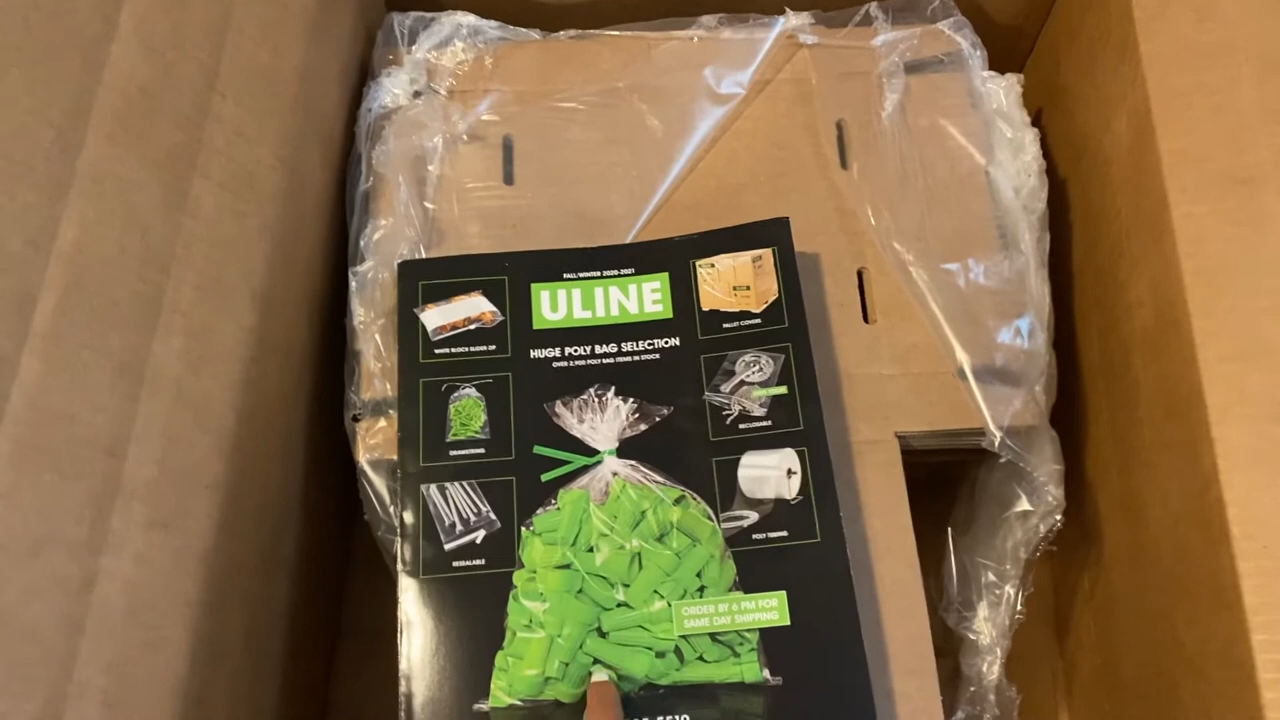 FALL/WINTER 2020-2021
ULINE
HUGE POLY BAG SELECTION
OVER 2,900 POLY BAG ITEMS IN STOCK
WHITE BLOCK SLIDER ZIP
PALLET COVERS
DRAWSTRING
RECLOSABLE
RESEALABLE
POLY TUBING
ORDER BY 6 PM FOR
SAME DAY SHIPPING